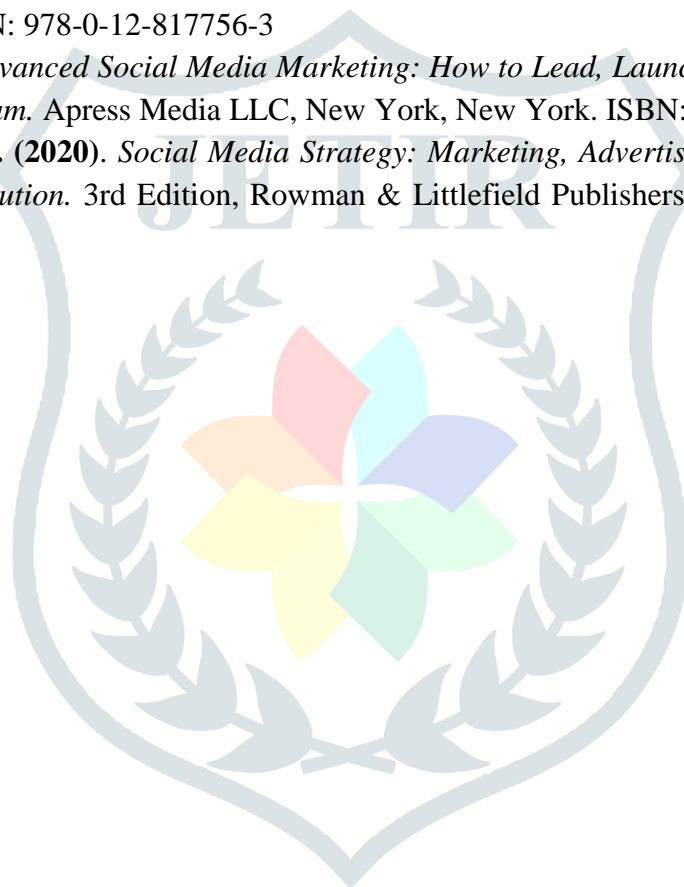 N: 978-0-12-817756-3
vanced Social Media Marketing: How to Lead, Launc
am. Apress Media LLC, New York, New York. ISBN:
. (2020). Social Media Strategy: Marketing, Advertis
ution. 3rd Edition, Rowman & Littlefield Publishers
JETIR